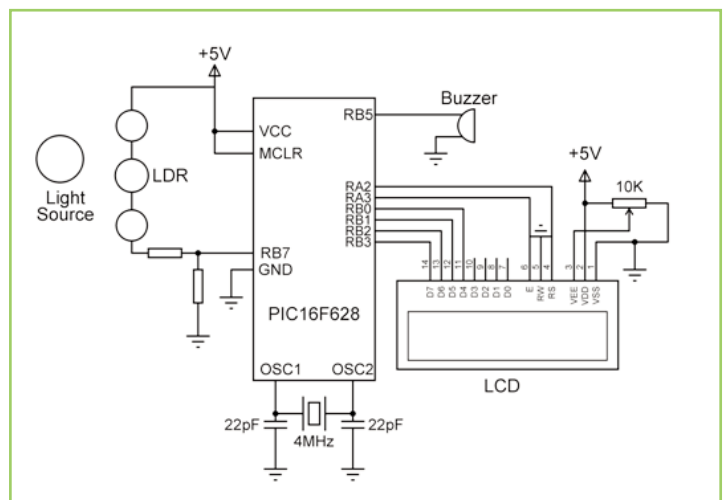 +5V
Buzzer
RB5
VCC
MCLR
LDR
Light
Source
+5V
10K
RA2
RA3
RB0
RB1
RB2
RB3
RB7
GND
PIC16F628
14 13 12 11 10 9 8 7 6 5 4 3 2 1
D7 D6 D5 D4 D3 D2 D1 D0 E RW RS VEE VDD VSS
LCD
OSC1 OSC2
22pF 22pF
4MHz